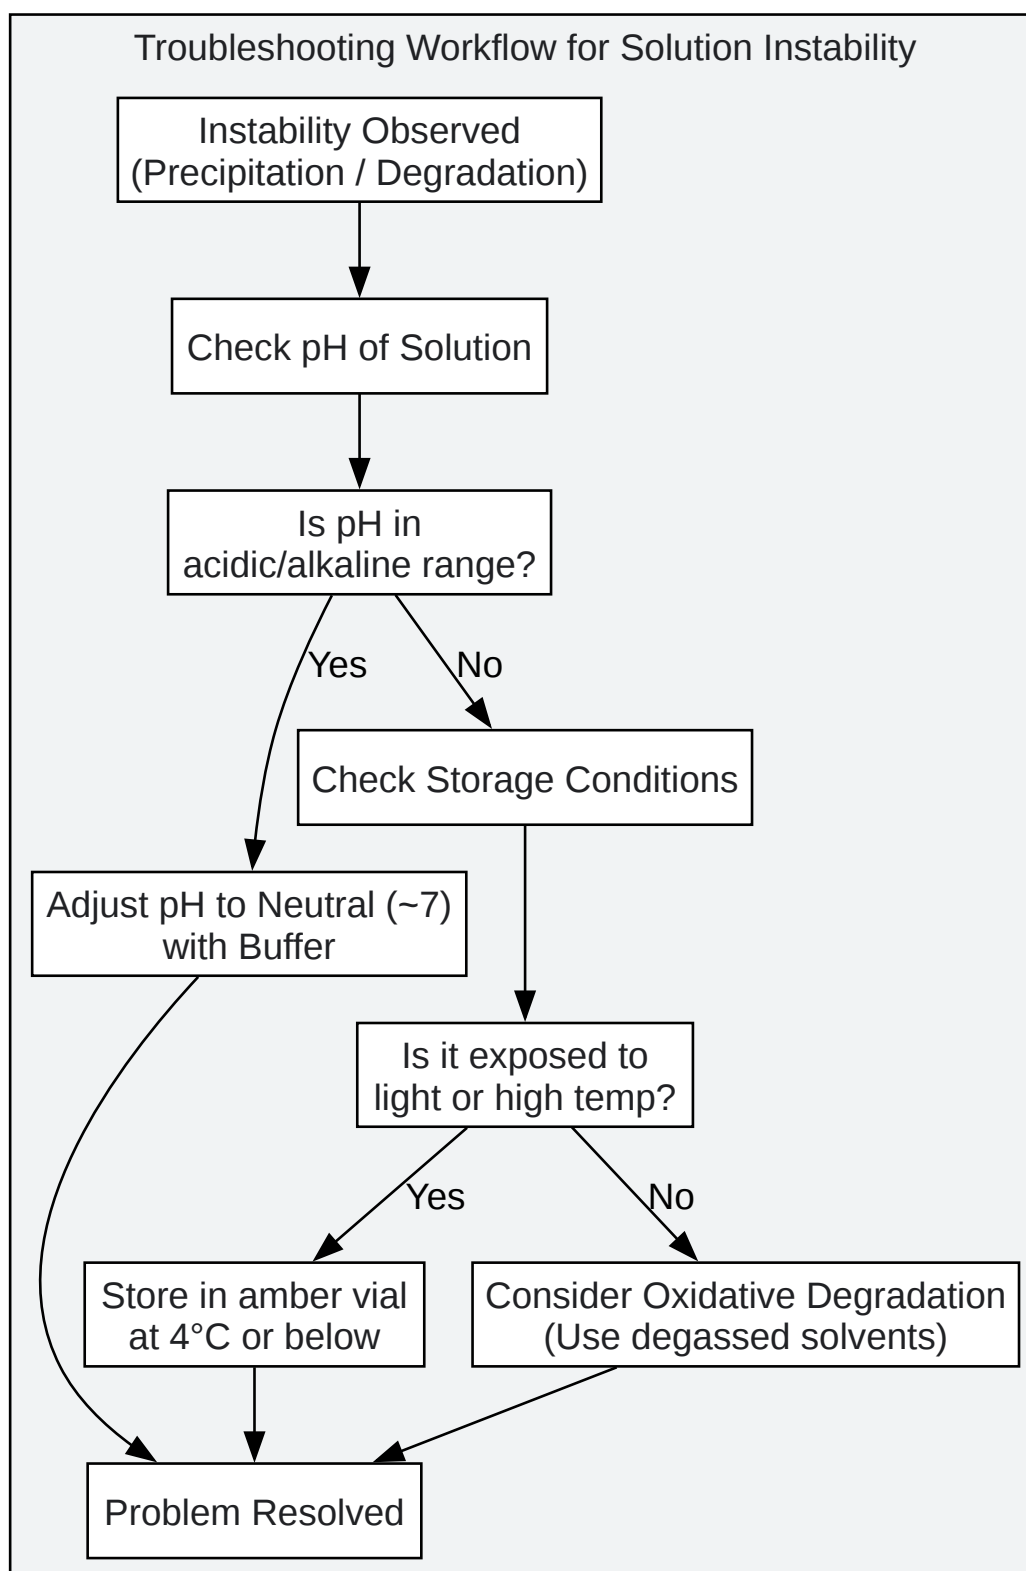 Troubleshooting Workflow for Solution Instability
Instability Observed
(Precipitation / Degradation)
Check pH of Solution
Is pH in
acidic/alkaline range?
Yes
No
Check Storage Conditions
Adjust pH to Neutral (~7)
with Buffer
Is it exposed to
light or high temp?
Yes
No
Store in amber vial
at 4°C or below
Consider Oxidative Degradation
(Use degassed solvents)
Problem Resolved